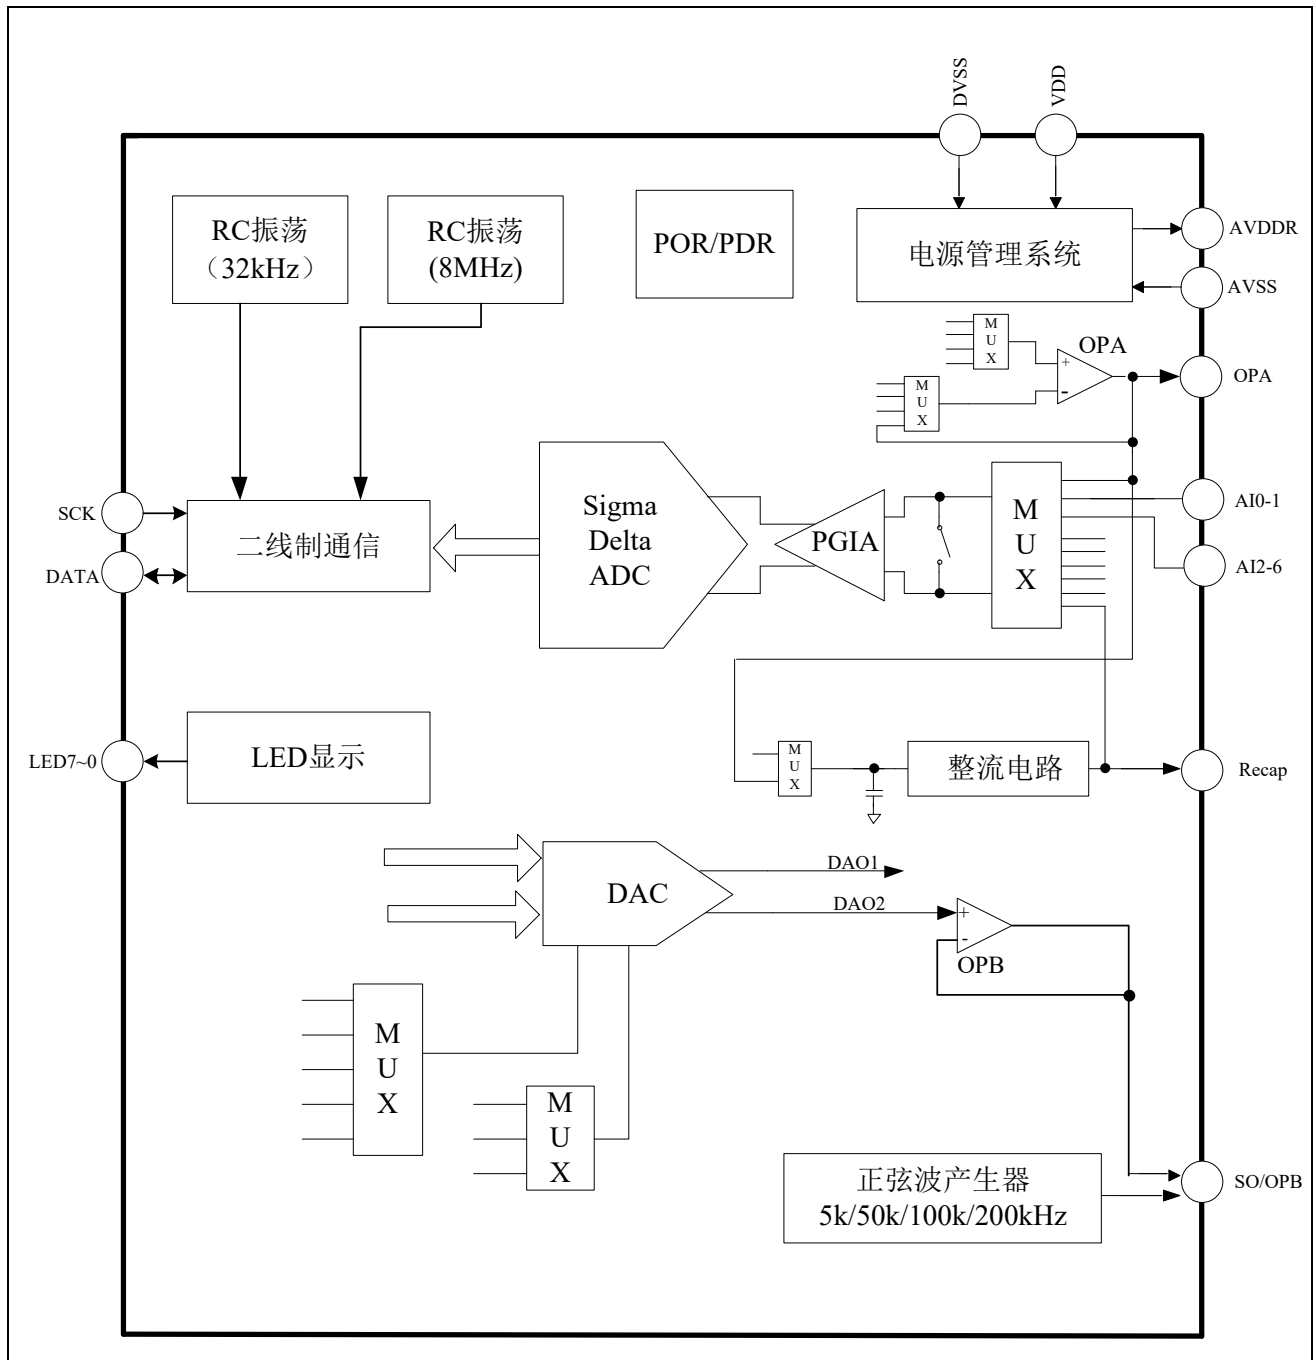 DVSS
VDD
RC振荡
（32kHz）
RC振荡
(8MHz)
POR/PDR
电源管理系统
AVDDR
AVSS
M
U
X
OPA
+
-
OPA
M
U
X
SCK
DATA
二线制通信
Sigma
Delta
ADC
PGIA
M
U
X
AI0-1
AI2-6
LED7~0
LED显示
M
U
X
整流电路
Recap
DAC
DAO1
DAO2
+
-
OPB
M
U
X
M
U
X
正弦波产生器
5k/50k/100k/200kHz
SO/OPB